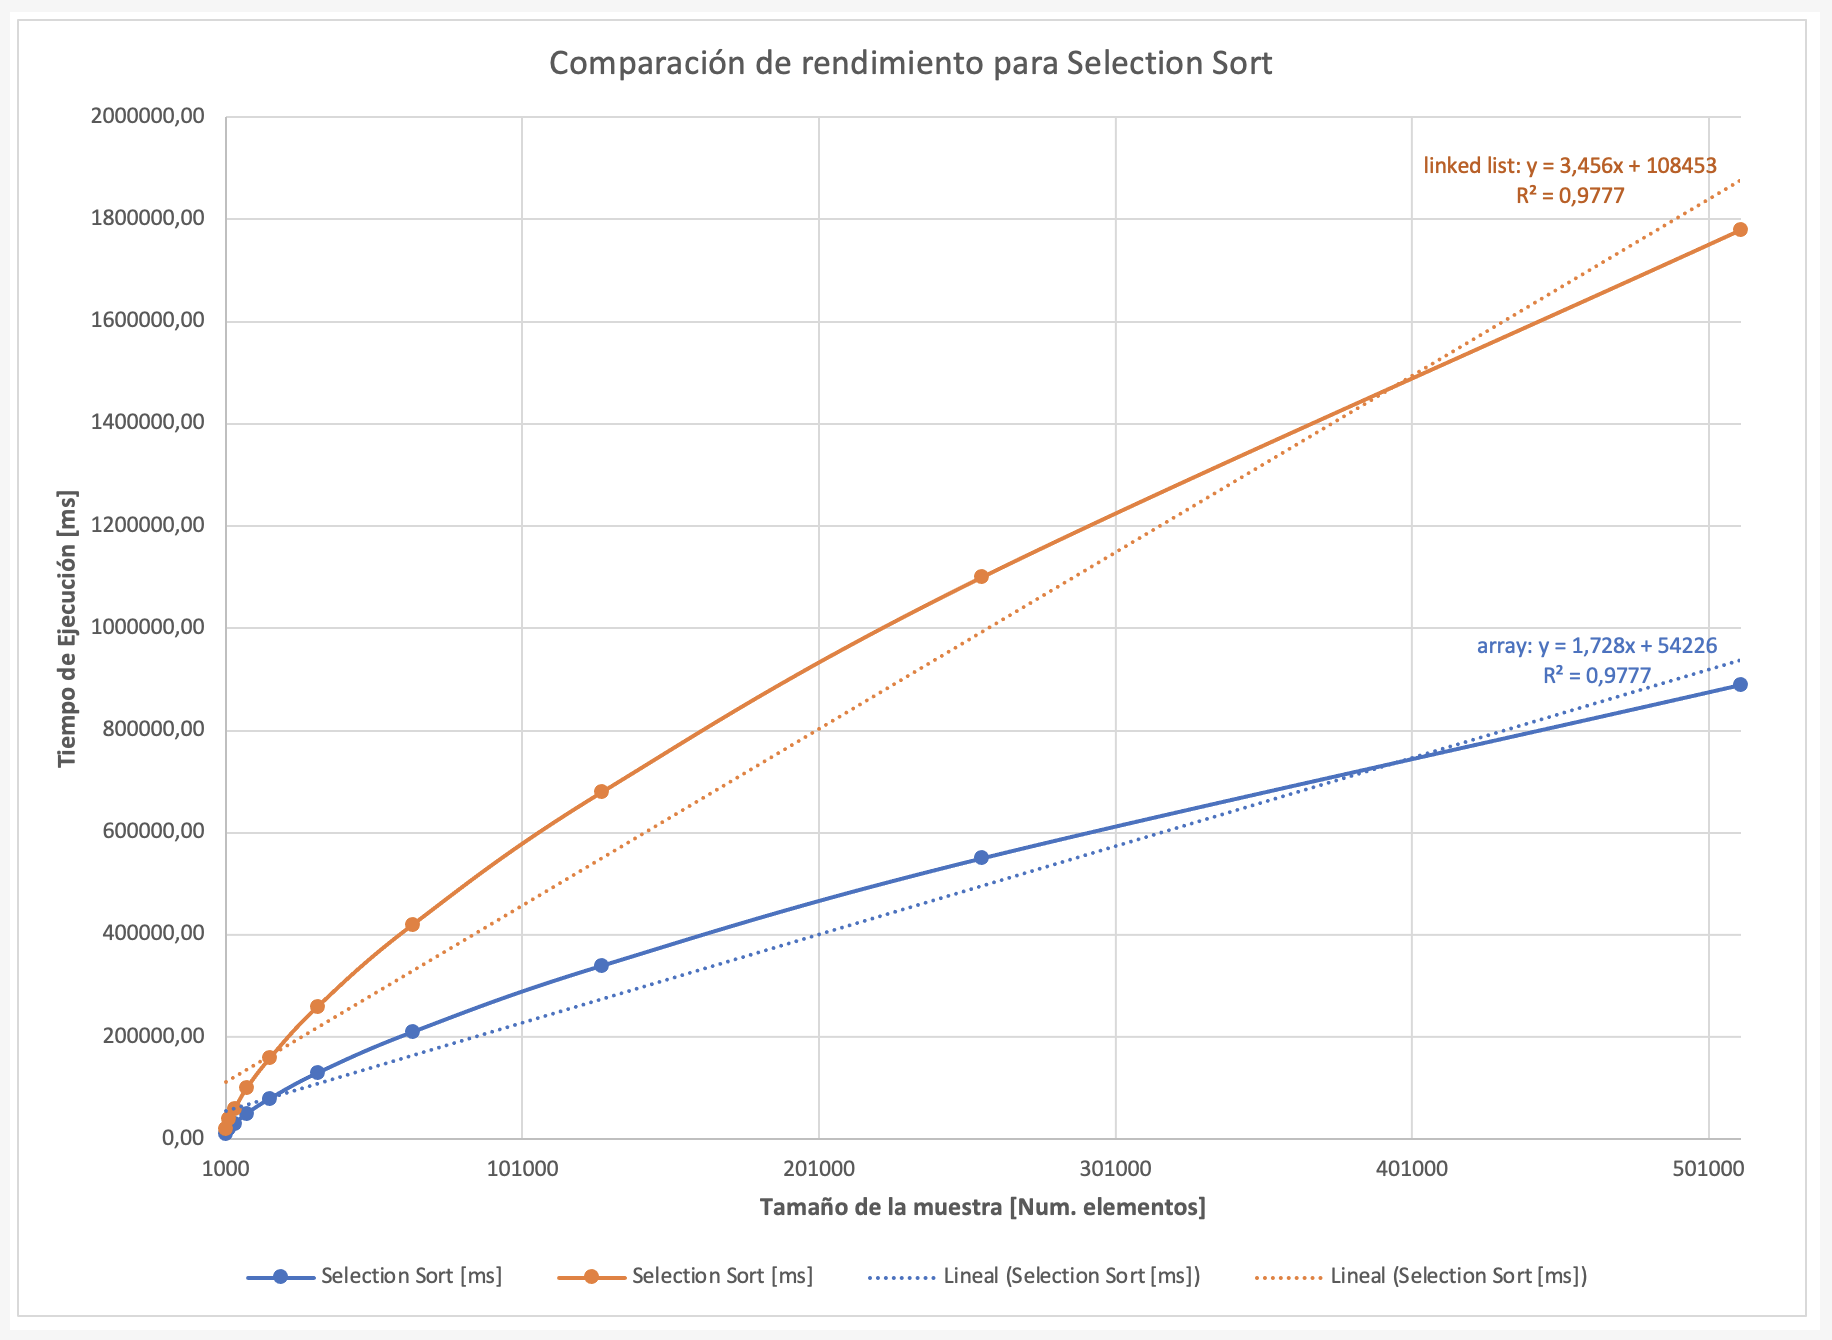 Comparación de rendimiento para Selection Sort
2000000,00
1800000,00
1600000,00
1400000,00
1200000,00
1000000,00
800000,00
600000,00
400000,00
200000,00
0,00
Tiempo de Ejecución [ms]
linked list: y = 3,456x + 108453
R² = 0,9777
array: y = 1,728x + 54226
R² = 0,9777
1000 101000 201000 301000 401000 501000
Tamaño de la muestra [Num. elementos]
Selection Sort [ms] Selection Sort [ms] Lineal (Selection Sort [ms]) Lineal (Selection Sort [ms])